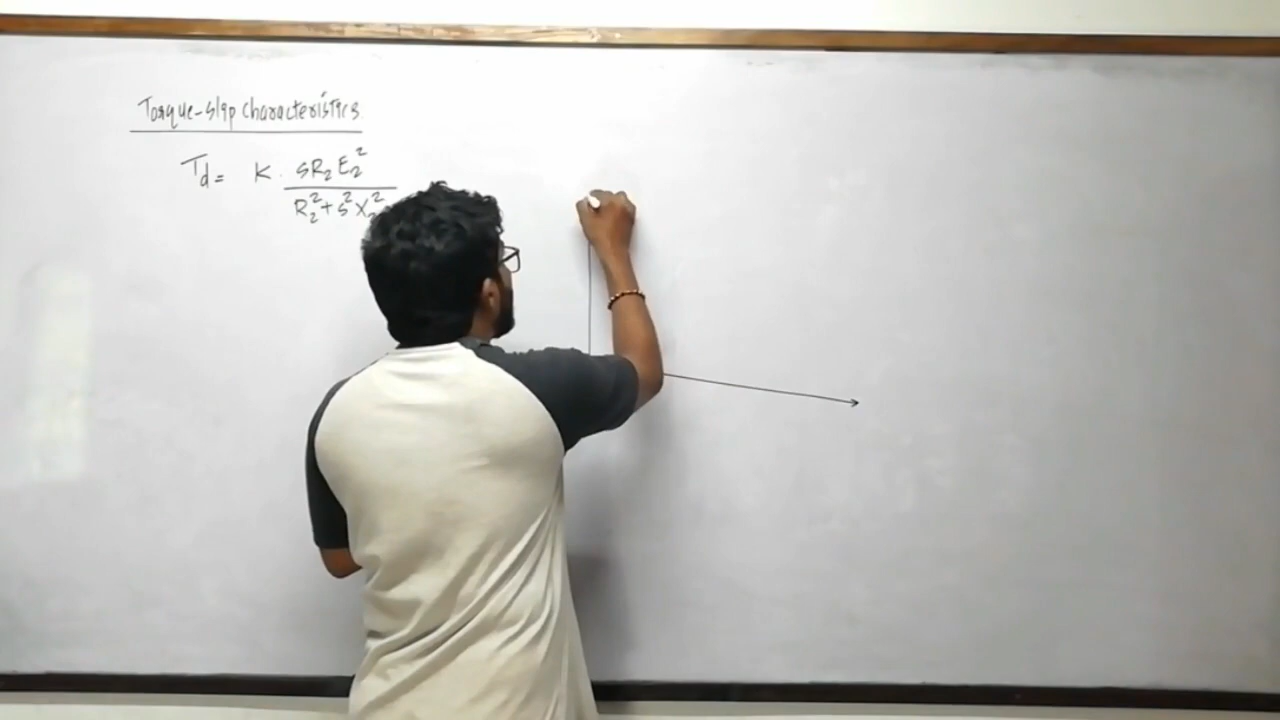 Torque-slip characteristics
Td = K. SR₂E₂²
R₂²+S²X₂²